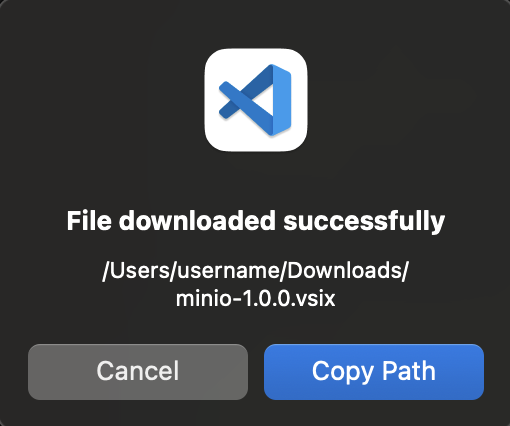 File downloaded successfully
/Users/username/Downloads/
minio-1.0.0.vsix
Cancel
Copy Path